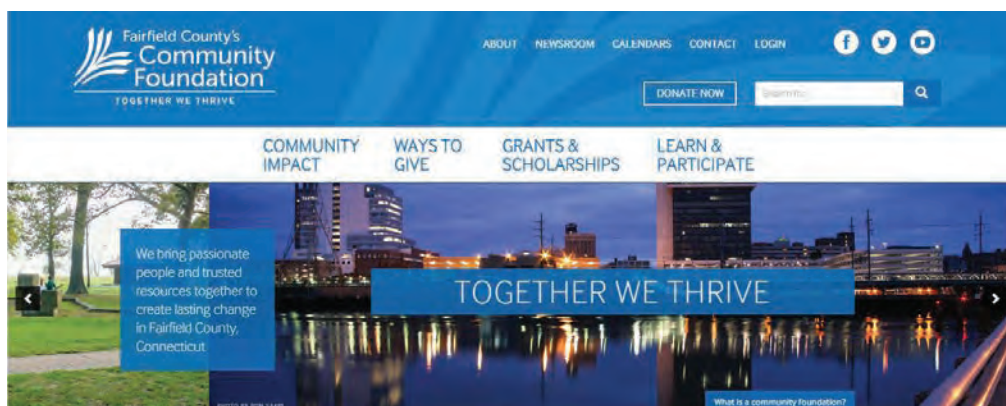 Fairfield County's
Community
Foundation
TOGETHER WE THRIVE
ABOUT NEWSROOM CALENDARS CONTACT LOGIN
DONATE NOW
COMMUNITY IMPACT
WAYS TO GIVE
GRANTS & SCHOLARSHIPS
LEARN & PARTICIPATE
We bring passionate
people and trusted
resources together to
create lasting change
in Fairfield County,
Connecticut
TOGETHER WE THRIVE
What is a community foundation?